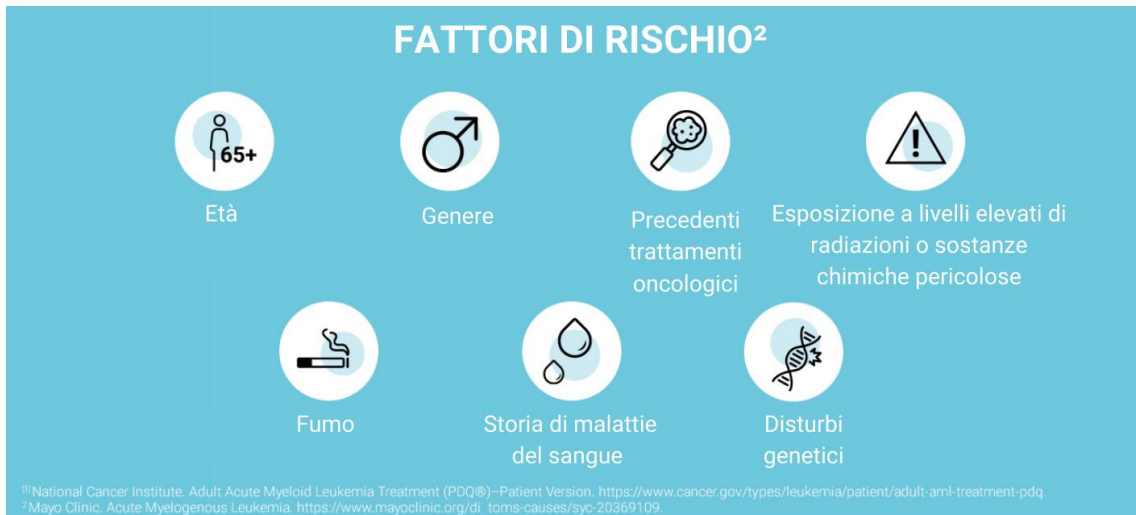 FATTORI DI RISCHIO²
65+
Età
Genere
Precedenti
trattamenti
oncologici
Esposizione a livelli elevati di
radiazioni o sostanze
chimiche pericolose
Fumo
Storia di malattie
del sangue
Disturbi
genetici
[1] National Cancer Institute. Adult Acute Myeloid Leukemia Treatment (PDQ®)–Patient Version. https://www.cancer.gov/types/leukemia/patient/adult-aml-treatment-pdq.
² Mayo Clinic. Acute Myelogenous Leukemia. https://www.mayoclinic.org/di toms-causes/syc-20369109.